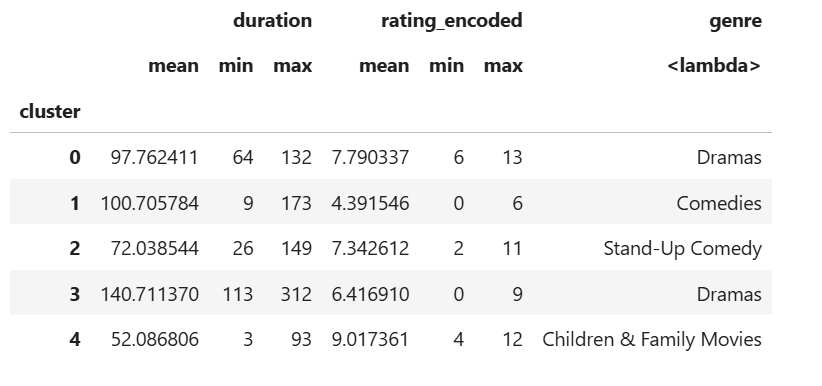 duration rating_encoded genre
mean min max mean min max <lambda>
cluster
0 97.762411 64 132 7.790337 6 13 Dramas
1 100.705784 9 173 4.391546 0 6 Comedies
2 72.038544 26 149 7.342612 2 11 Stand-Up Comedy
3 140.711370 113 312 6.416910 0 9 Dramas
4 52.086806 3 93 9.017361 4 12 Children & Family Movies